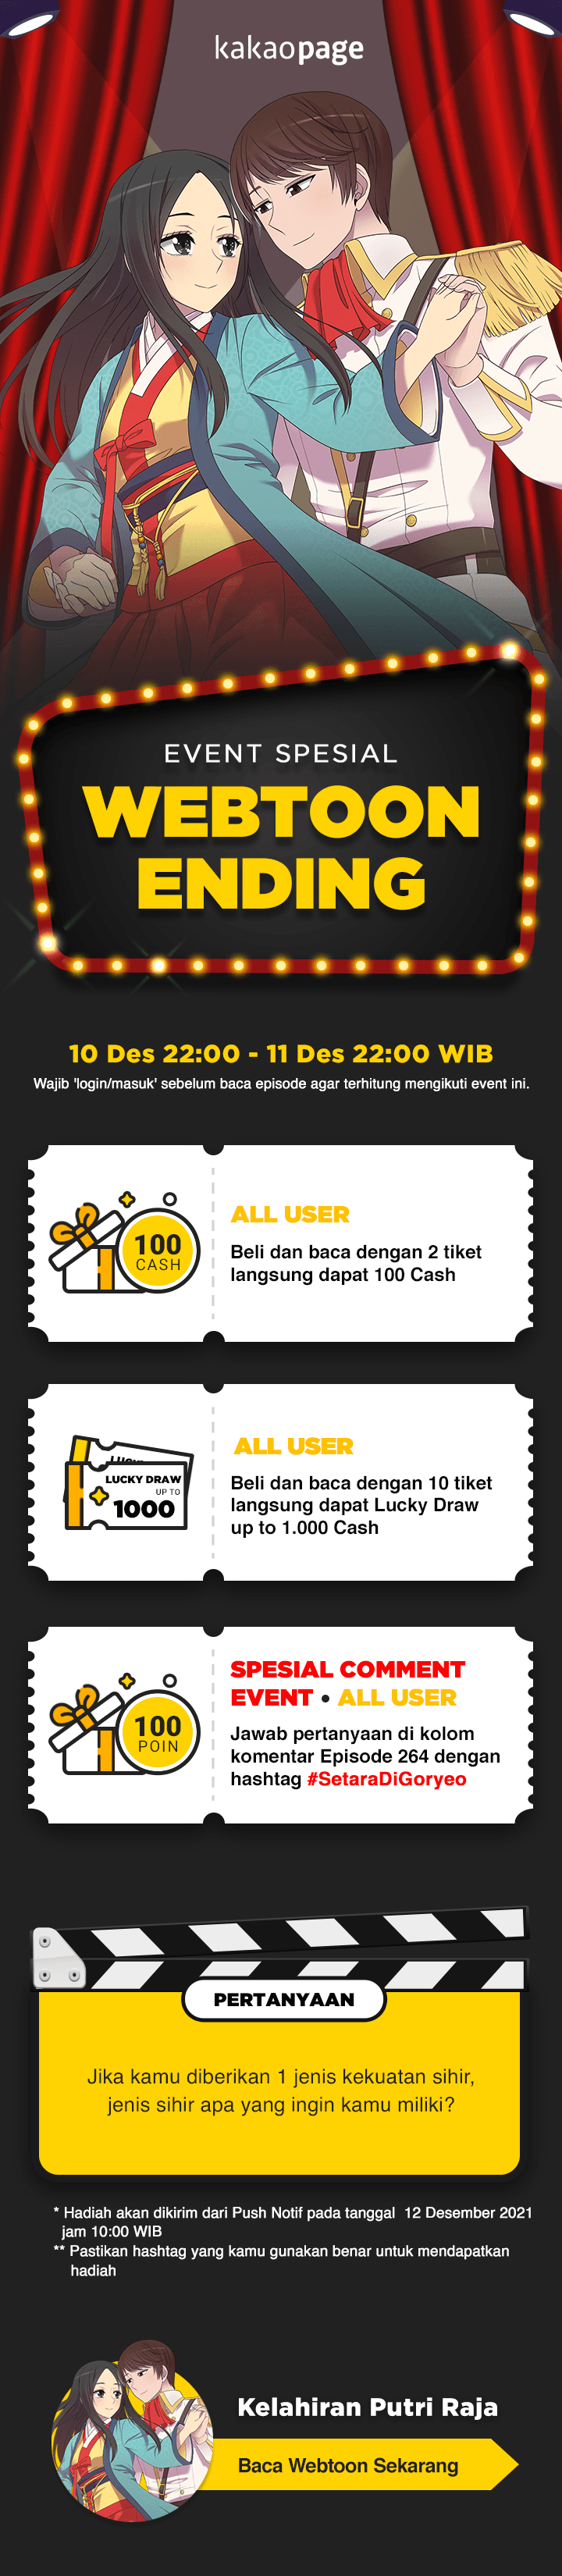 kakaopage
EVENT SPESIAL
WEBTOON
ENDING
10 Des 22:00 - 11 Des 22:00 WIB
Wajib 'login/masuk' sebelum baca episode agar terhitung mengikuti event ini.
100
CASH
ALL USER
Beli dan baca dengan 2 tiket
langsung dapat 100 Cash
LUCKY DRAW
UP TO
1000
ALL USER
Beli dan baca dengan 10 tiket
langsung dapat Lucky Draw
up to 1.000 Cash
100
POIN
SPESIAL COMMENT
EVENT • ALL USER
Jawab pertanyaan di kolom
komentar Episode 264 dengan
hashtag #SetaraDiGoryeo
PERTANYAAN
Jika kamu diberikan 1 jenis kekuatan sihir,
jenis sihir apa yang ingin kamu miliki?
* Hadiah akan dikirim dari Push Notif pada tanggal 12 Desember 2021
jam 10:00 WIB
** Pastikan hashtag yang kamu gunakan benar untuk mendapatkan
hadiah
Kelahiran Putri Raja
Baca Webtoon Sekarang